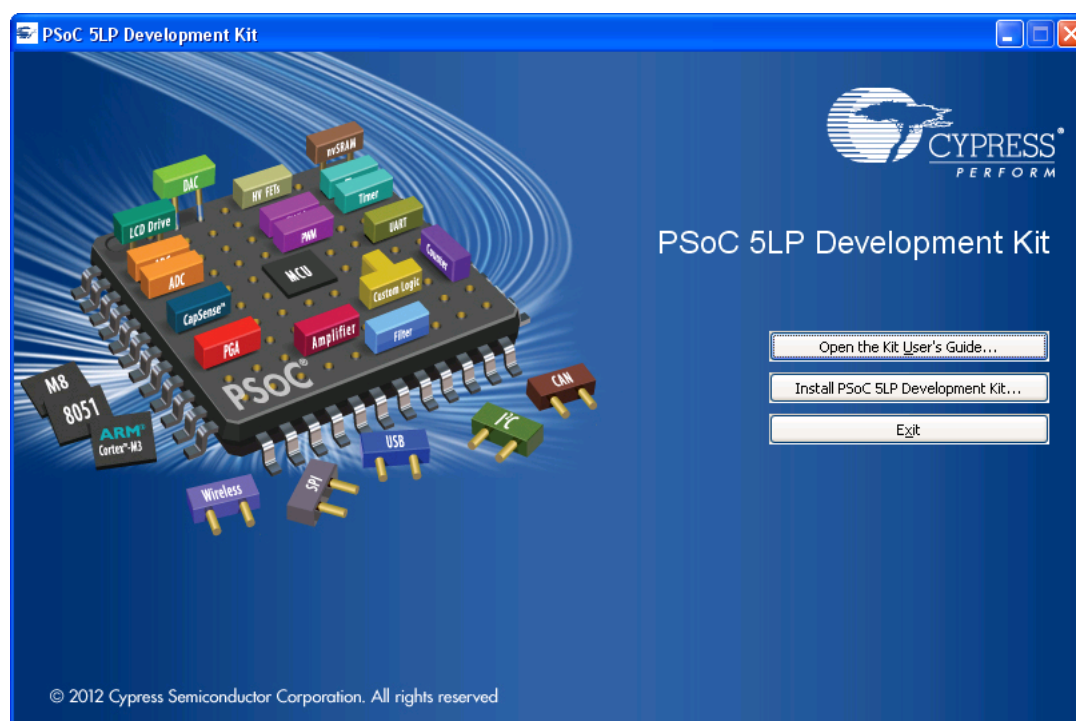 PSoC 5LP Development Kit
CYPRESS®
PERFORM
PSoC 5LP Development Kit
Open the Kit User's Guide...
Install PSoC 5LP Development Kit...
Exit
nvSRAM
DAC
HV FETs
Timer
LCD Drive
PWM
UART
ADC
MCU
Counter
CapSense™
Custom Logic
PGA
Amplifier
Filter
PSoC®
M8
8051
ARM®
Cortex™-M3
CAN
I²C
USB
SPI
Wireless
© 2012 Cypress Semiconductor Corporation. All rights reserved